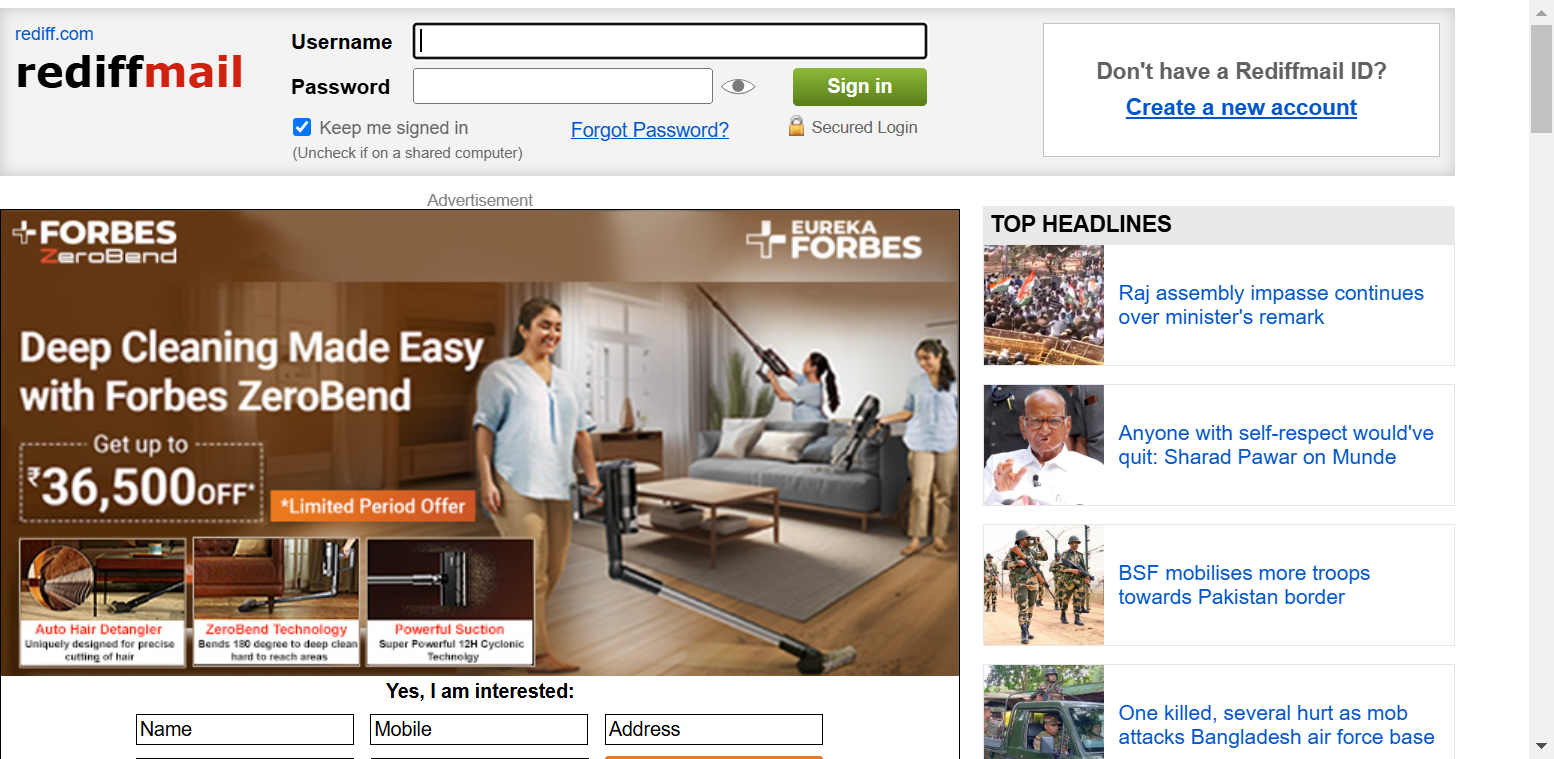 rediff.com
rediffmail
Username
Password
Sign in
Keep me signed in
(Uncheck if on a shared computer)
Forgot Password?
Secured Login
Don't have a Rediffmail ID?
Create a new account
Advertisement
FORBES
ZeroBend
EUREKA
FORBES
Deep Cleaning Made Easy
with Forbes ZeroBend
Get up to
₹36,500OFF*
*Limited Period Offer
Auto Hair Detangler
Uniquely designed for precise
cutting of hair
ZeroBend Technology
Bends 180 degree to deep clean
hard to reach areas
Powerful Suction
Super Powerful 12H Cyclonic
Technolgy
Yes, I am interested:
Name
Mobile
Address
TOP HEADLINES
Raj assembly impasse continues
over minister's remark
Anyone with self-respect would've
quit: Sharad Pawar on Munde
BSF mobilises more troops
towards Pakistan border
One killed, several hurt as mob
attacks Bangladesh air force base